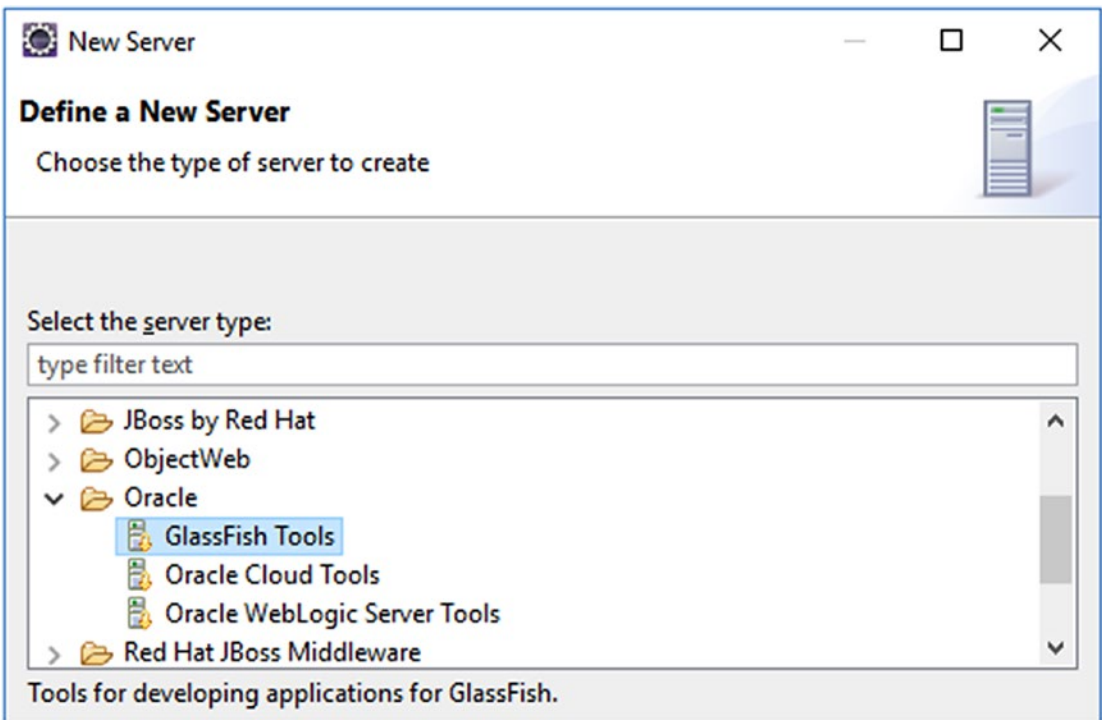 New Server
Define a New Server
Choose the type of server to create
Select the server type:
type filter text
JBoss by Red Hat
ObjectWeb
Oracle
GlassFish Tools
Oracle Cloud Tools
Oracle WebLogic Server Tools
Red Hat JBoss Middleware
Tools for developing applications for GlassFish.